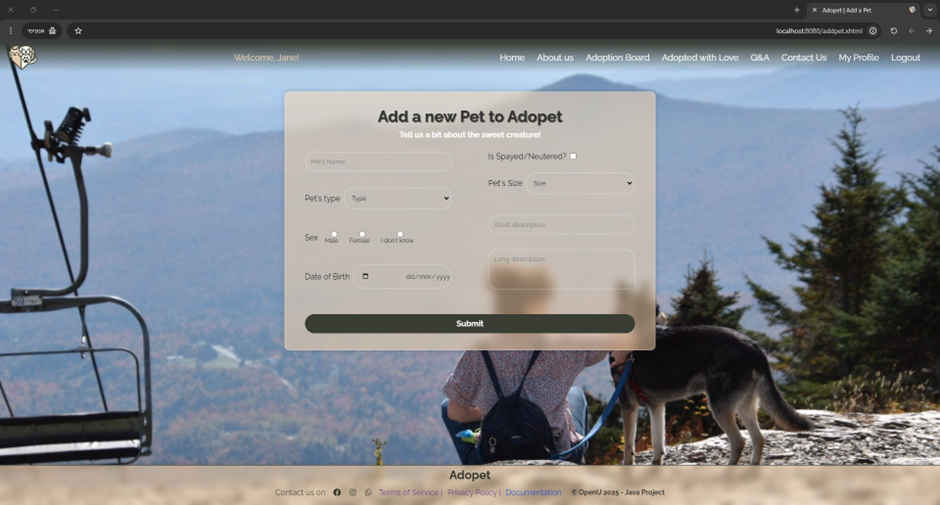 Adopet | Add a Pet
אנונימי
localhost:8080/addpet.xhtml
Welcome, Jane!
Home About us Adoption Board Adopted with Love Q&A Contact Us My Profile Logout
Add a new Pet to Adopet
Tell us a bit about the sweet creature!
Pet's name
Is Spayed/Neutered?
Pet's type Type
Pet's Size Size
Sex Male Female I don't know
Short description
Date of Birth dd/mm/yyyy
Long description
Submit
Adopet
Contact us on: Terms of Service | Privacy Policy | Documentation © OpenU 2025 - Java Project